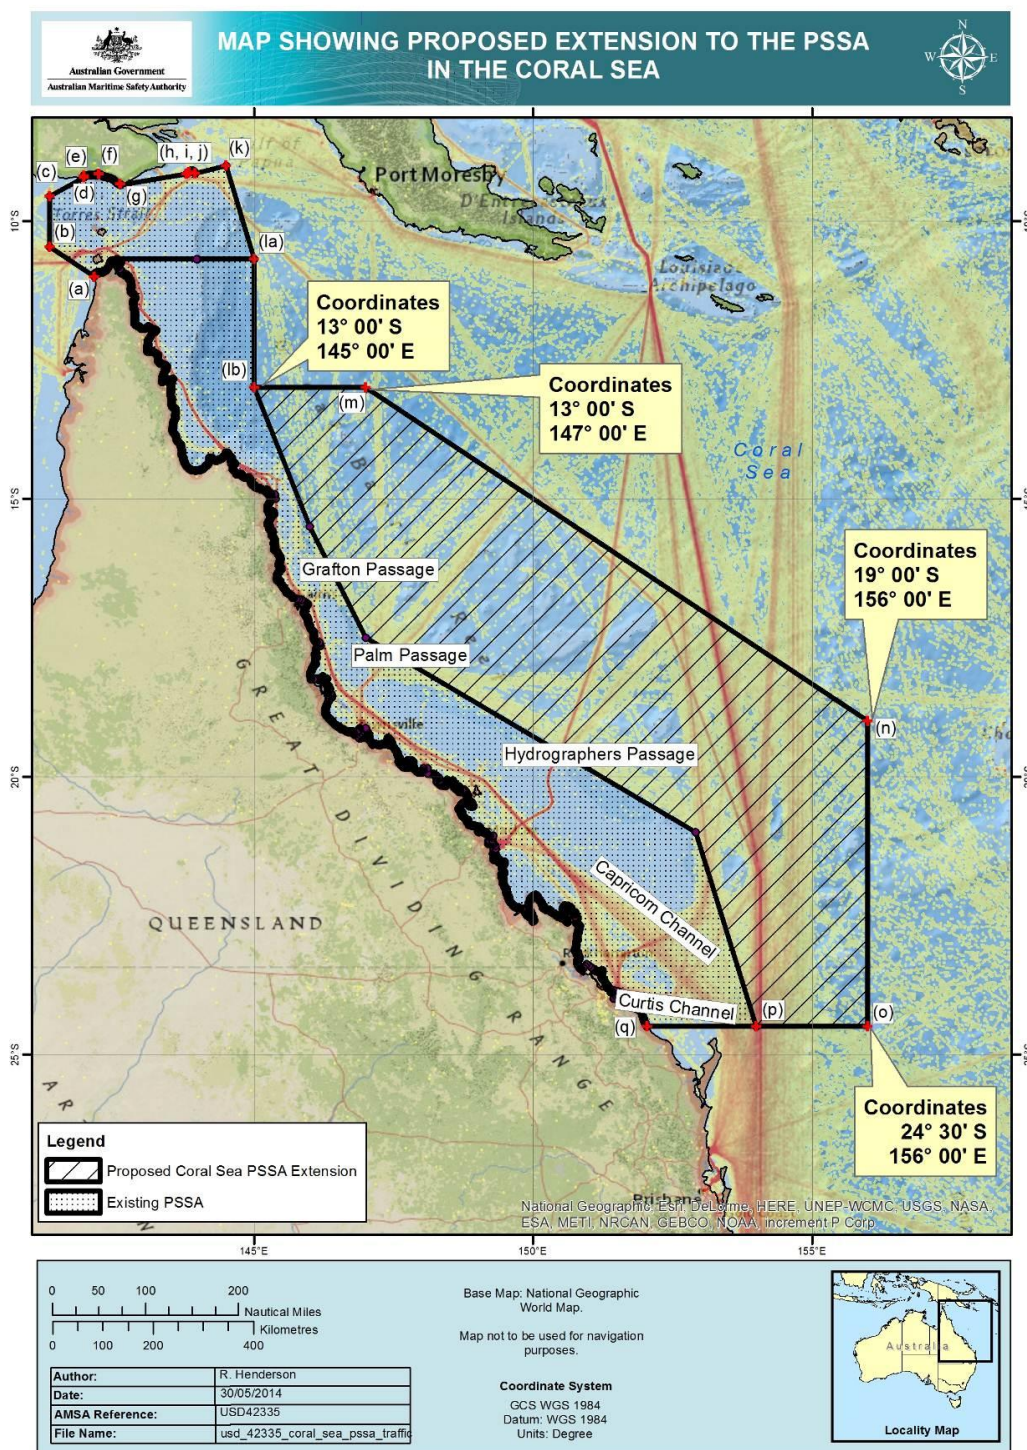 Australian Government
Australian Maritime Safety Authority
MAP SHOWING PROPOSED EXTENSION TO THE PSSA
IN THE CORAL SEA
N
W
E
S
(e)
(f)
(h, i, j)
(k)
(c)
(d)
(g)
Port Moresby
D'Entrecasteaux
Islands
Torres Strait
10°S
(b)
(la)
(a)
Louisiade
Archipelago
Coordinates
13° 00' S
145° 00' E
(lb)
(m)
Coordinates
13° 00' S
147° 00' E
Coral
Sea
15°S
15°S
Coordinates
19° 00' S
156° 00' E
Grafton Passage
Palm Passage
(n)
Hydrographers Passage
20°S
GREAT DIVIDING RANGE
Capricorn Channel
QUEENSLAND
Curtis Channel
(q)
(p)
(o)
25°S
Coordinates
24° 30' S
156° 00' E
Legend
Proposed Coral Sea PSSA Extension
Existing PSSA
National Geographic, Esri, DeLorme, HERE, UNEP-WCMC, USGS, NASA,
ESA, METI, NRCAN, GEBCO, NOAA, increment P Corp.
145°E
150°E
155°E
0 50 100 200
Nautical Miles
Kilometres
0 100 200 400
Base Map: National Geographic
World Map.
Map not to be used for navigation
purposes.
Coordinate System
GCS WGS 1984
Datum: WGS 1984
Units: Degree
Author: R. Henderson
Date: 30/05/2014
AMSA Reference: USD42335
File Name: usd_42335_coral_sea_pssa_traffic
Australia
Locality Map